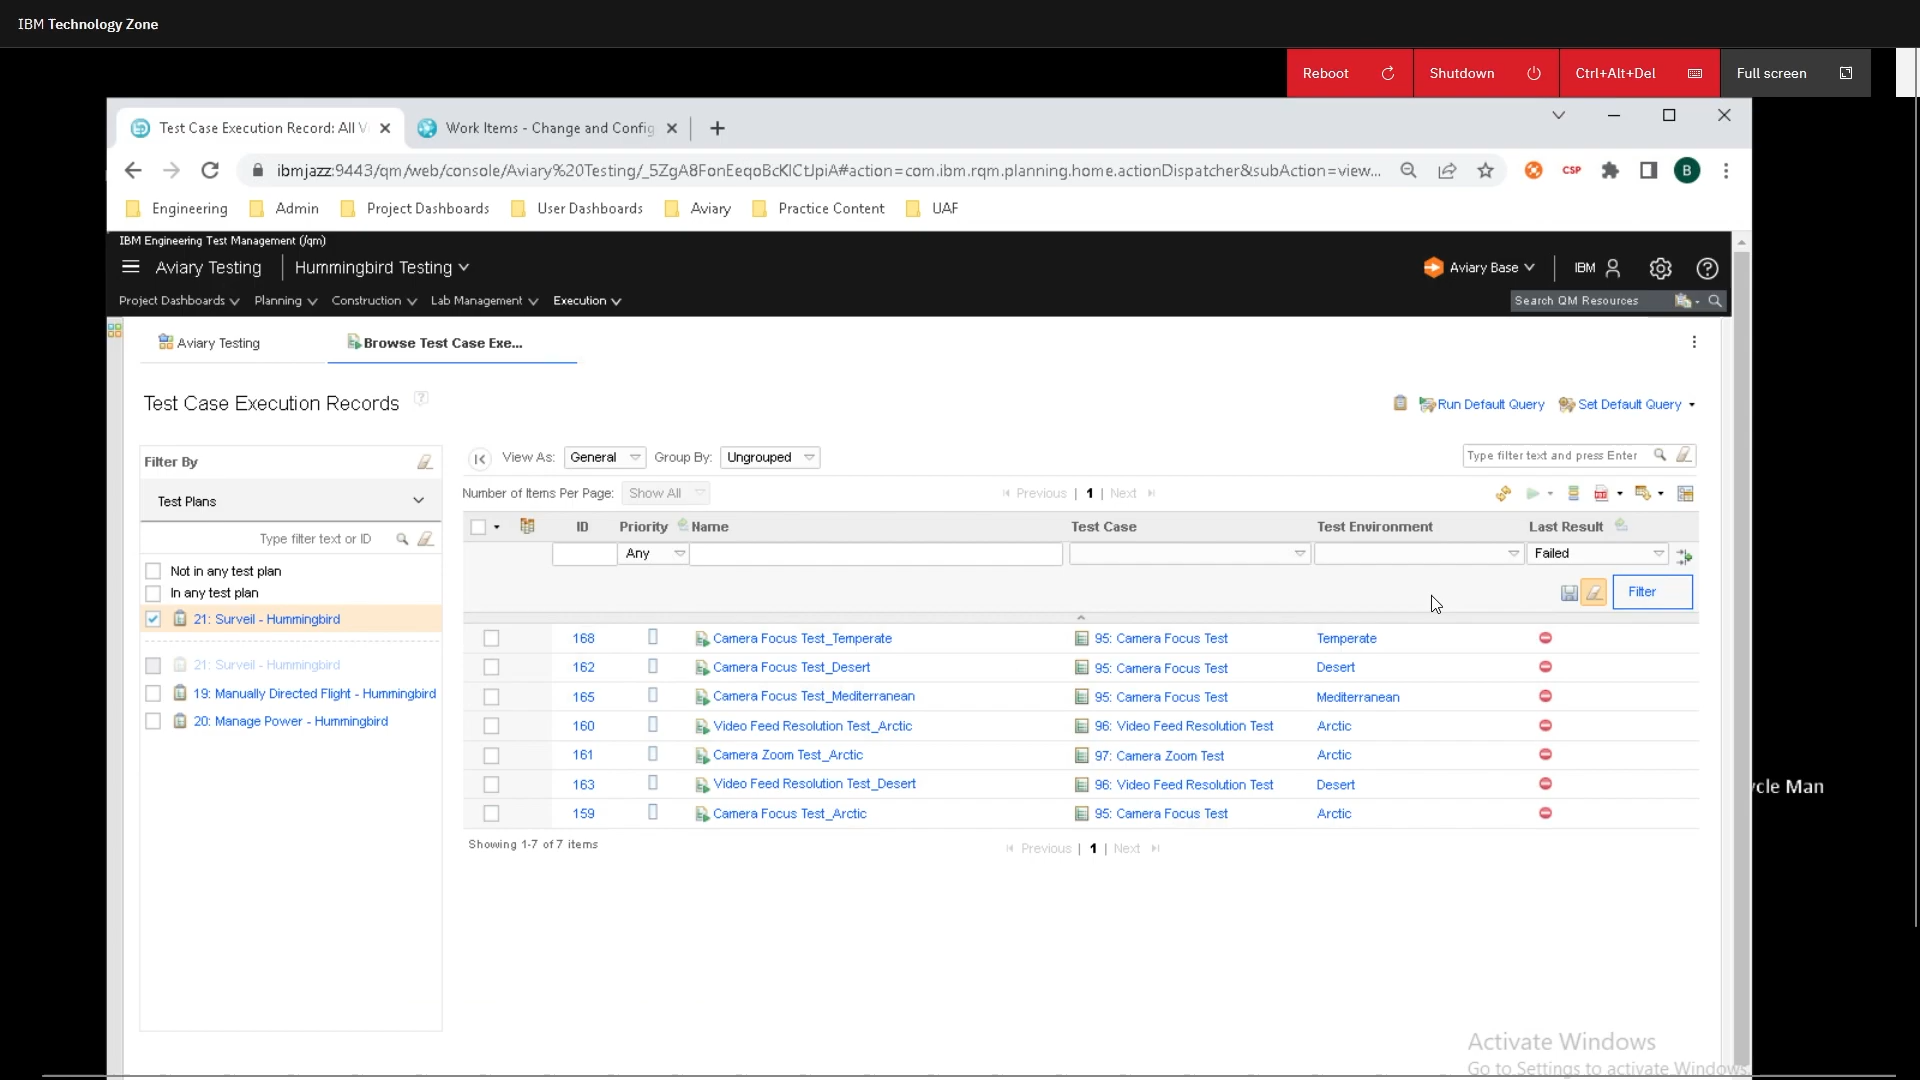 IBM Technology Zone
Reboot
Shutdown
Ctrl+Alt+Del
Full screen
Test Case Execution Record: All V
Work Items - Change and Config
ibmjazz:9443/qm/web/console/Aviary%20Testing/_5ZgA8FonEeqoBcKlCtJpiA#action=com.ibm.rqm.planning.home.actionDispatcher&subAction=view...
CSP
B
Engineering
Admin
Project Dashboards
User Dashboards
Aviary
Practice Content
UAF
IBM Engineering Test Management (/qm)
Aviary Testing
Hummingbird Testing
Aviary Base
IBM
Project Dashboards
Planning
Construction
Lab Management
Execution
Search QM Resources
Aviary Testing
Browse Test Case Exe...
Test Case Execution Records
Run Default Query
Set Default Query
Filter By
Test Plans
Type filter text or ID
Not in any test plan
In any test plan
21: Surveil - Hummingbird
21: Surveil - Hummingbird
19: Manually Directed Flight - Hummingbird
20: Manage Power - Hummingbird
View As: General Group By: Ungrouped
Type filter text and press Enter
Number of Items Per Page: Show All
Previous | 1 | Next
ID Priority Name Test Case Test Environment Last Result
Any Failed
Filter
168 Camera Focus Test_Temperate 95: Camera Focus Test Temperate
162 Camera Focus Test_Desert 95: Camera Focus Test Desert
165 Camera Focus Test_Mediterranean 95: Camera Focus Test Mediterranean
160 Video Feed Resolution Test_Arctic 96: Video Feed Resolution Test Arctic
161 Camera Zoom Test_Arctic 97: Camera Zoom Test Arctic
163 Video Feed Resolution Test_Desert 96: Video Feed Resolution Test Desert
159 Camera Focus Test_Arctic 95: Camera Focus Test Arctic
Showing 1-7 of 7 items
Previous | 1 | Next
ycle Man
Activate Windows
Go to Settings to activate Windows.